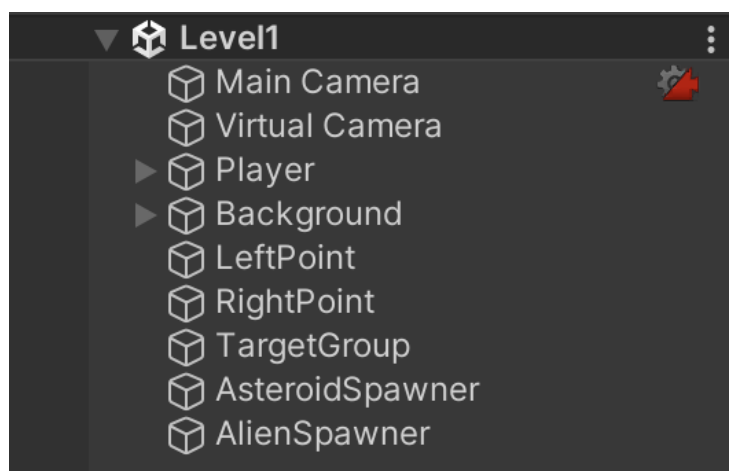 Level1
Main Camera
Virtual Camera
Player
Background
LeftPoint
RightPoint
TargetGroup
AsteroidSpawner
AlienSpawner